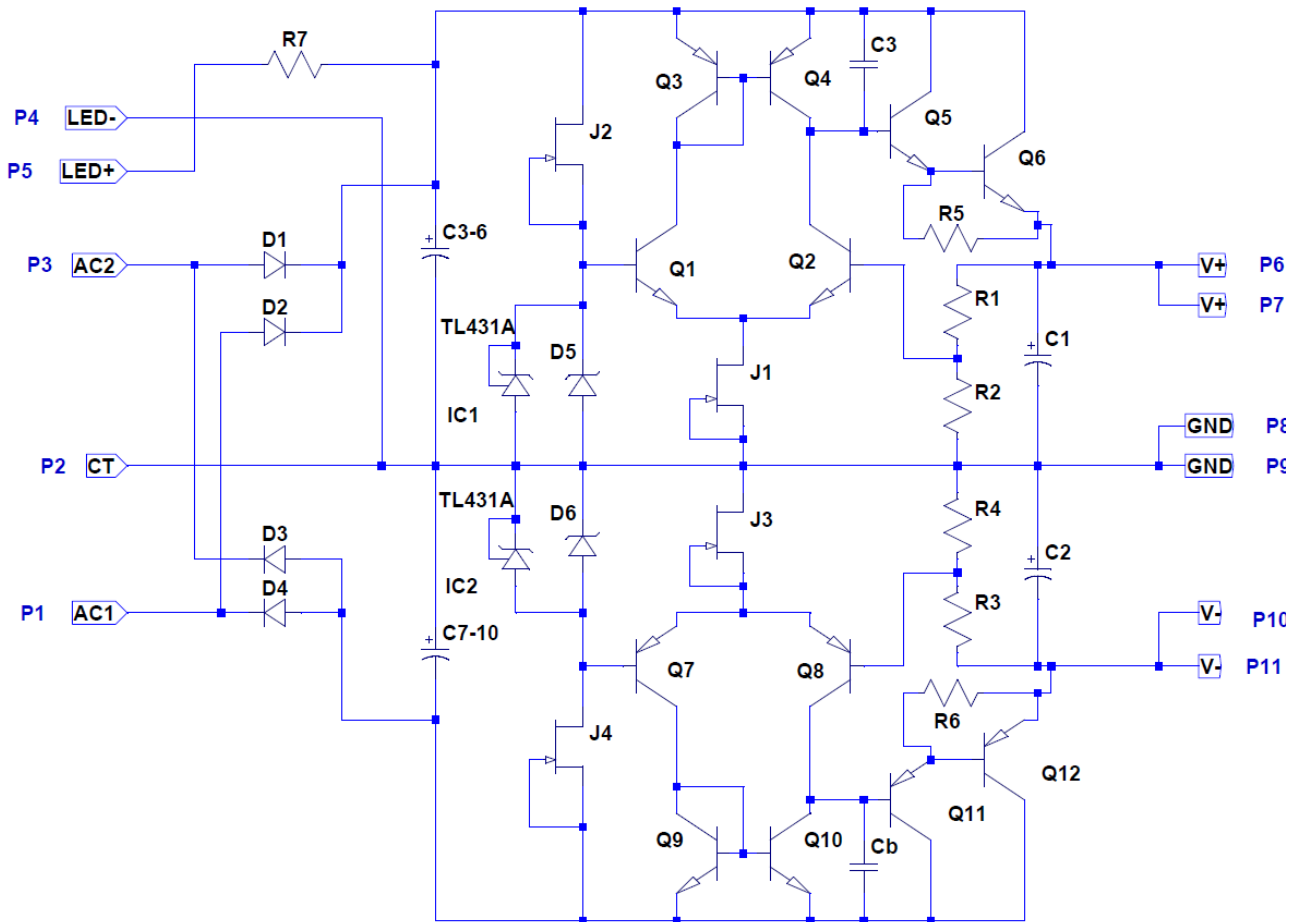 R7
C3
Q3
Q4
P4 LED-
J2
Q5
P5 LED+
Q6
C3-6
R5
D1
P3 AC2
Q1
Q2
V+ P6
D2
R1
V+ P7
TL431A
D5
C1
J1
R2
IC1
GND P8
P2 CT
GND P9
TL431A
D6
J3
R4
D3
C2
IC2
D4
R3
P1 AC1
V- P10
C7-10
Q7
Q8
V- P11
R6
J4
Q12
Q11
Q9
Q10
Cb